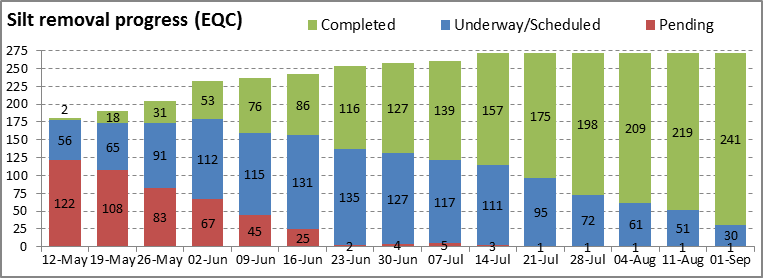 Silt removal progress (EQC)
Completed Underway/Scheduled Pending
275
250
225
200
175
150
125
100
75
50
25
0
2 18 31 53 76 86 116 127 139 157 175 198 209 219 241
56 65 91 112 115 131 135 127 117 111 95 72 61 51 30
122 108 83 67 45 25 2 4 5 3 1 1 1 1 1
12-May 19-May 26-May 02-Jun 09-Jun 16-Jun 23-Jun 30-Jun 07-Jul 14-Jul 21-Jul 28-Jul 04-Aug 11-Aug 01-Sep